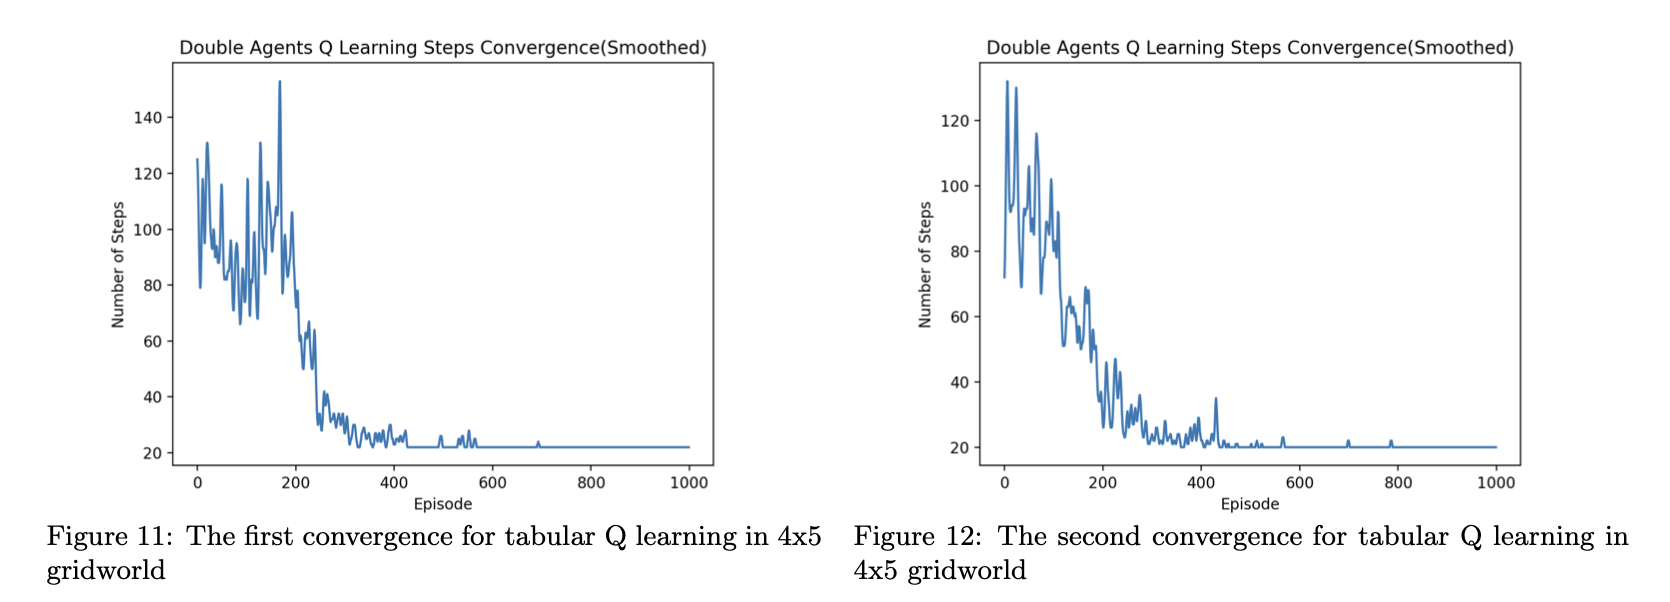 Double Agents Q Learning Steps Convergence(Smoothed)
Number of Steps
140
120
100
80
60
40
20
0
200
400
600
800
1000
Episode
Figure 11: The first convergence for tabular Q learning in 4x5
gridworld
Double Agents Q Learning Steps Convergence(Smoothed)
Number of Steps
120
100
80
60
40
20
0
200
400
600
800
1000
Episode
Figure 12: The second convergence for tabular Q learning in
4x5 gridworld